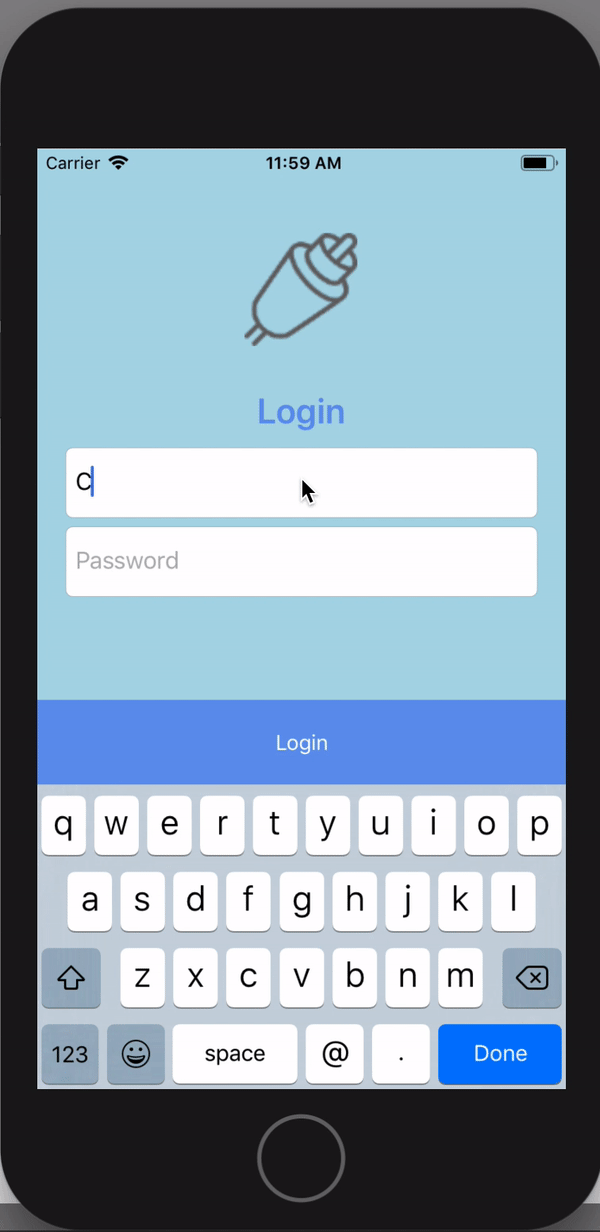 Carrier 11:59 AM
Login
c
Password
Login
q w e r t y u i o p
a s d f g h j k l
z x c v b n m
123 space @ . Done